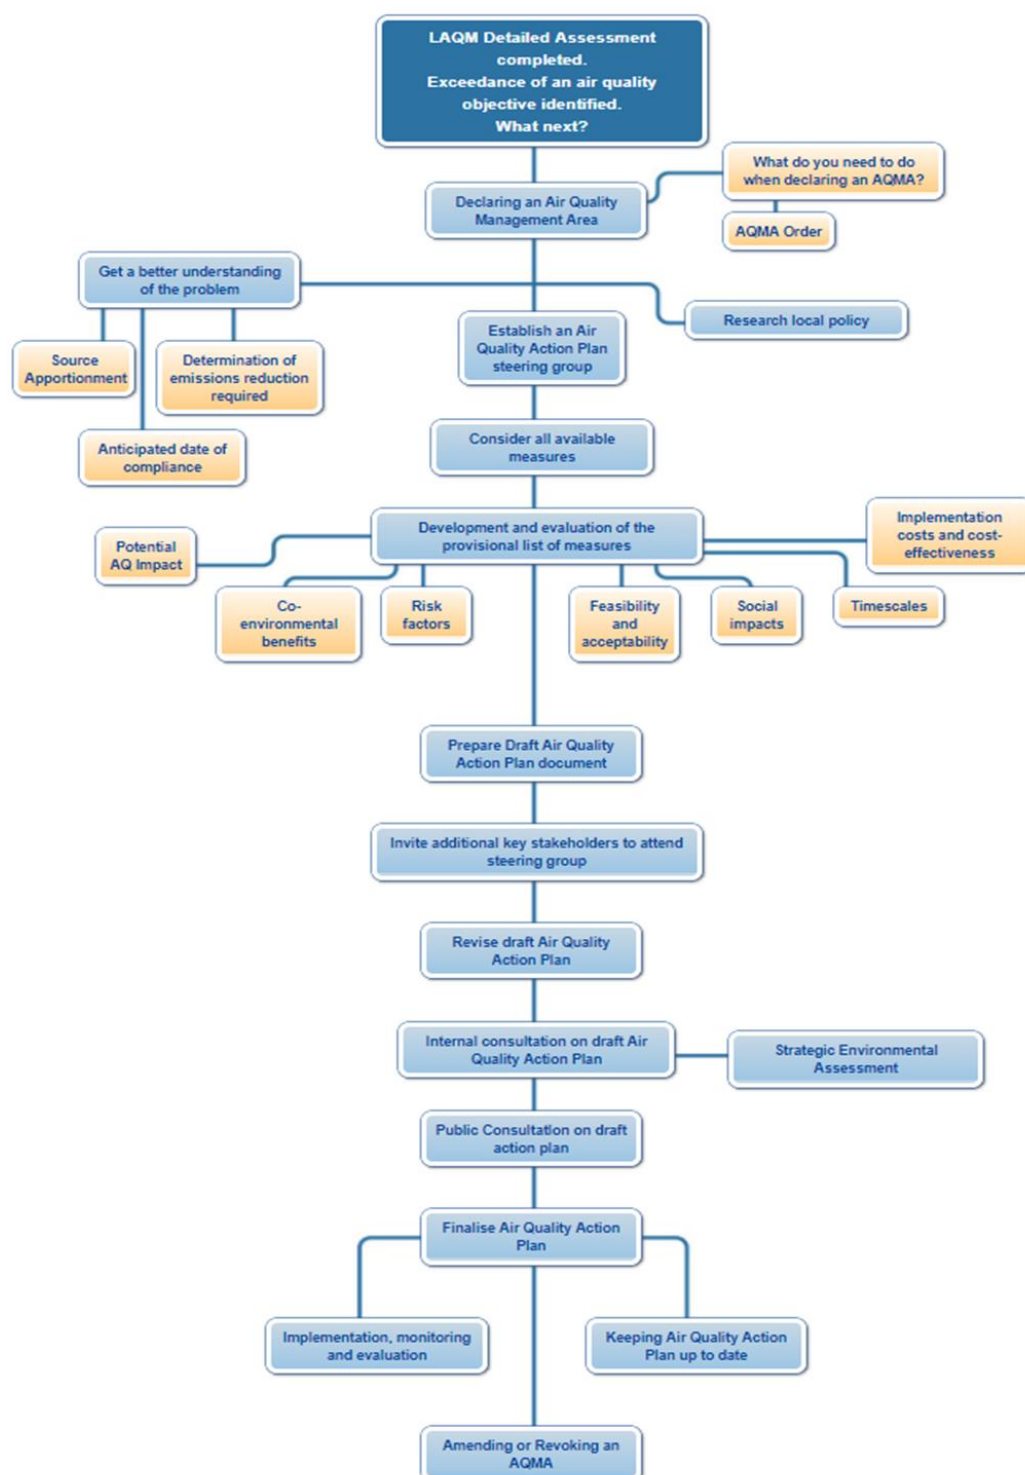 LAQM Detailed Assessment
completed.
Exceedance of an air quality
objective identified.
What next?
What do you need to do
when declaring an AQMA?
Declaring an Air Quality
Management Area
AQMA Order
Get a better understanding
of the problem
Research local policy
Establish an Air
Quality Action Plan
steering group
Source
Apportionment
Determination of
emissions reduction
required
Anticipated date of
compliance
Consider all available
measures
Development and evaluation of the
provisional list of measures
Implementation
costs and cost-
effectiveness
Potential
AQ Impact
Co-
environmental
benefits
Risk
factors
Feasibility
and
acceptability
Social
impacts
Timescales
Prepare Draft Air Quality
Action Plan document
Invite additional key stakeholders to attend
steering group
Revise draft Air Quality
Action Plan
Internal consultation on draft Air
Quality Action Plan
Strategic Environmental
Assessment
Public Consultation on draft
action plan
Finalise Air Quality Action
Plan
Implementation, monitoring
and evaluation
Keeping Air Quality Action
Plan up to date
Amending or Revoking an
AQMA